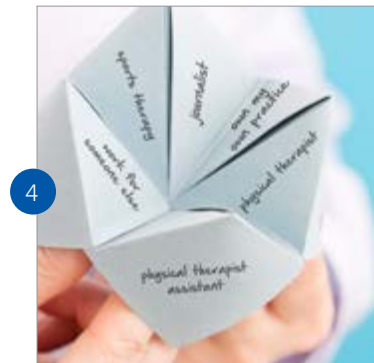 sports therapy
journalist
own my
own practice
work for
someone else
physical therapist
4
physical therapist
assistant